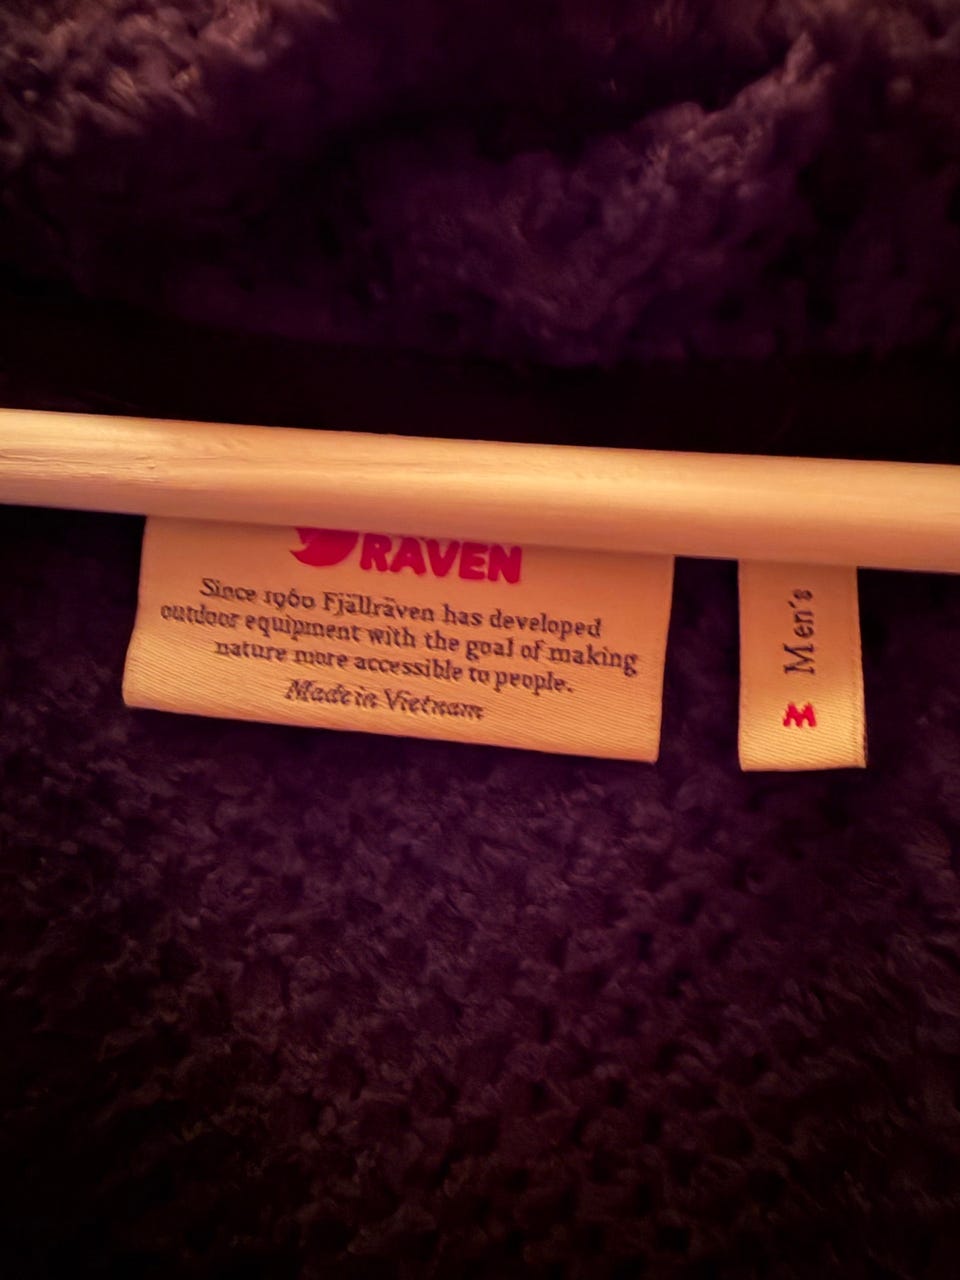 RÄVEN
Since 1960 Fjällräven has developed
outdoor equipment with the goal of making
nature more accessible to people.
Made in Vietnam
Men's
M